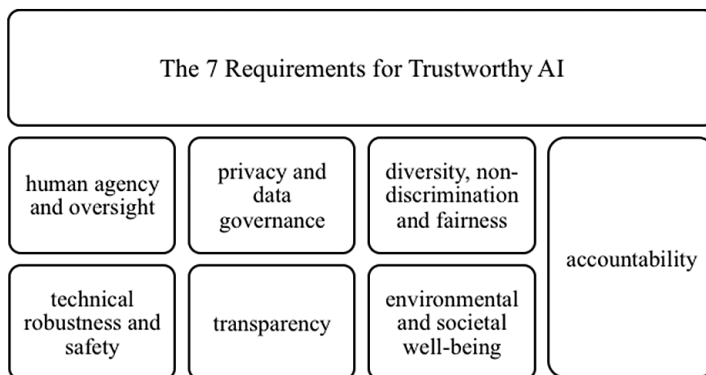 The 7 Requirements for Trustworthy AI
human agency
and oversight
privacy and
data
governance
diversity, non-
discrimination
and fairness
accountability
technical
robustness and
safety
transparency
environmental
and societal
well-being